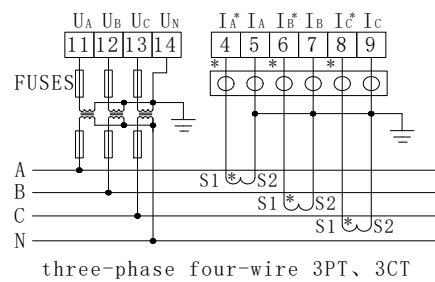 UA UB UC UN IA* IA IB* IB IC* IC
11 12 13 14 4 5 6 7 8 9
* * *
FUSES
A S1 * S2
B S1 * S2
C S1 * S2
N
three-phase four-wire 3PT、3CT